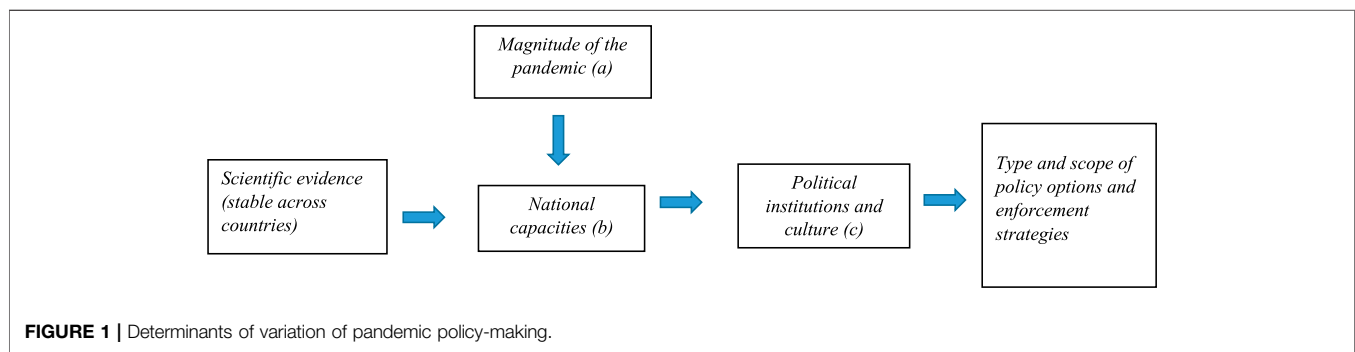 Magnitude of the
pandemic (a)
Scientific evidence
(stable across
countries)
National
capacities (b)
Political
institutions and
culture (c)
Type and scope of
policy options and
enforcement
strategies
FIGURE 1 | Determinants of variation of pandemic policy-making.